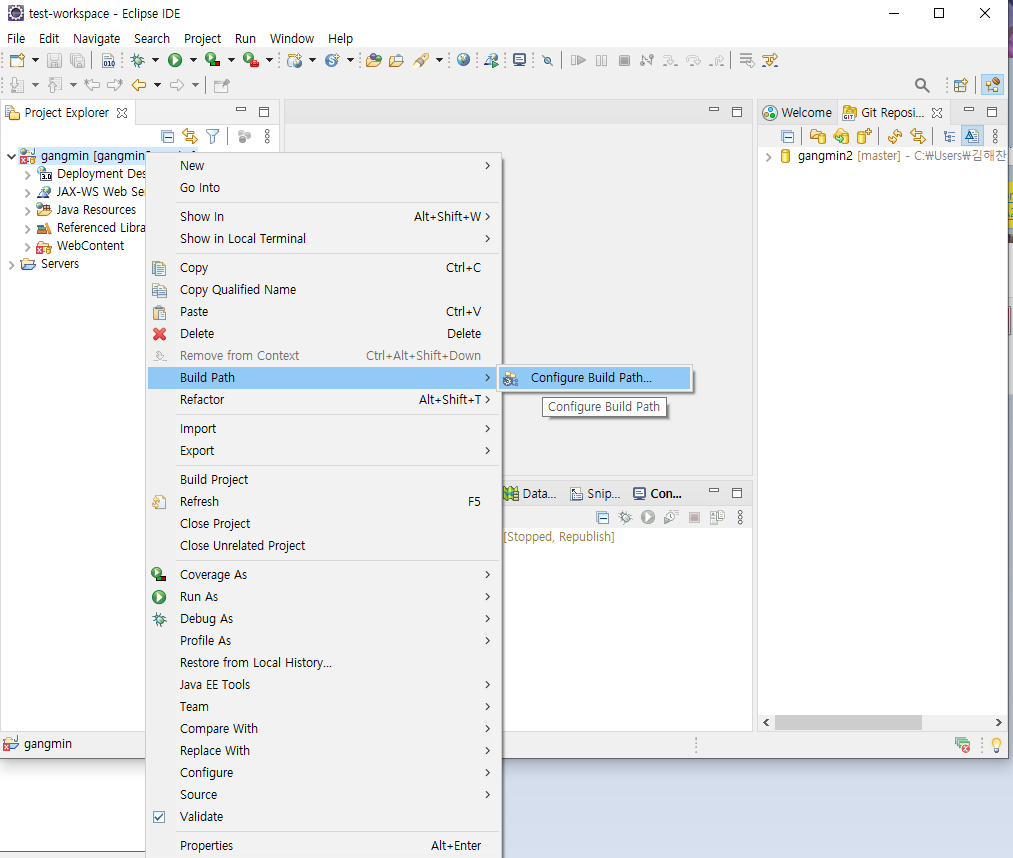 test-workspace - Eclipse IDE
File Edit Navigate Search Project Run Window Help
Project Explorer
gangmin [gangmin2
Deployment Des
JAX-WS Web Se
Java Resources
Referenced Libra
WebContent
Servers
New
Go Into
Show In Alt+Shift+W
Show in Local Terminal
Copy Ctrl+C
Copy Qualified Name
Paste Ctrl+V
Delete Delete
Remove from Context Ctrl+Alt+Shift+Down
Build Path
Refactor Alt+Shift+T
Import
Export
Build Project
Refresh F5
Close Project
Close Unrelated Project
Coverage As
Run As
Debug As
Profile As
Restore from Local History...
Java EE Tools
Team
Compare With
Replace With
Configure
Source
Validate
Properties Alt+Enter
Configure Build Path...
Configure Build Path
Data... Snip... Con...
[Stopped, Republish]
Welcome Git Reposi...
gangmin2 [master] - C:₩Users₩김해찬
gangmin